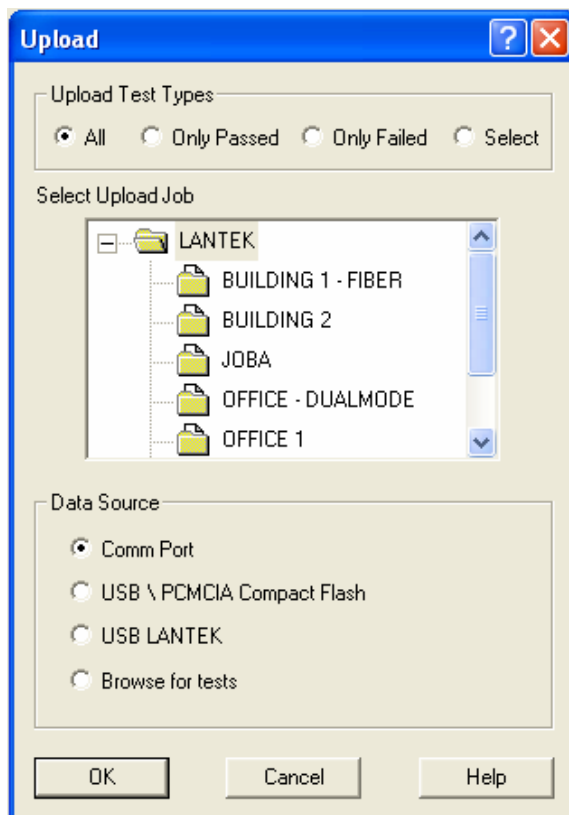 Upload
Upload Test Types
All Only Passed Only Failed Select
Select Upload Job
LANTEK
BUILDING 1 - FIBER
BUILDING 2
JOBA
OFFICE - DUALMODE
OFFICE 1
Data Source
Comm Port
USB \ PCMCIA Compact Flash
USB LANTEK
Browse for tests
OK Cancel Help